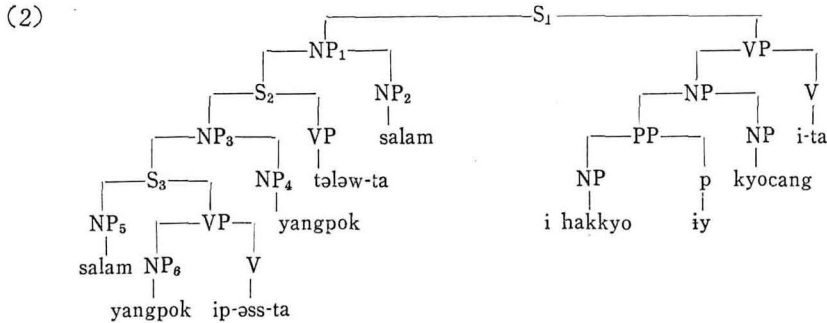 (2) S₁
NP₁ VP
S₂ NP₂ NP V
NP₃ VP salam PP NP i-ta
S₃ NP₄ tələw-ta NP p kyocang
NP₅ VP yangpok i hakkyo ɨy
salam NP₆ V
yangpok ip-əss-ta